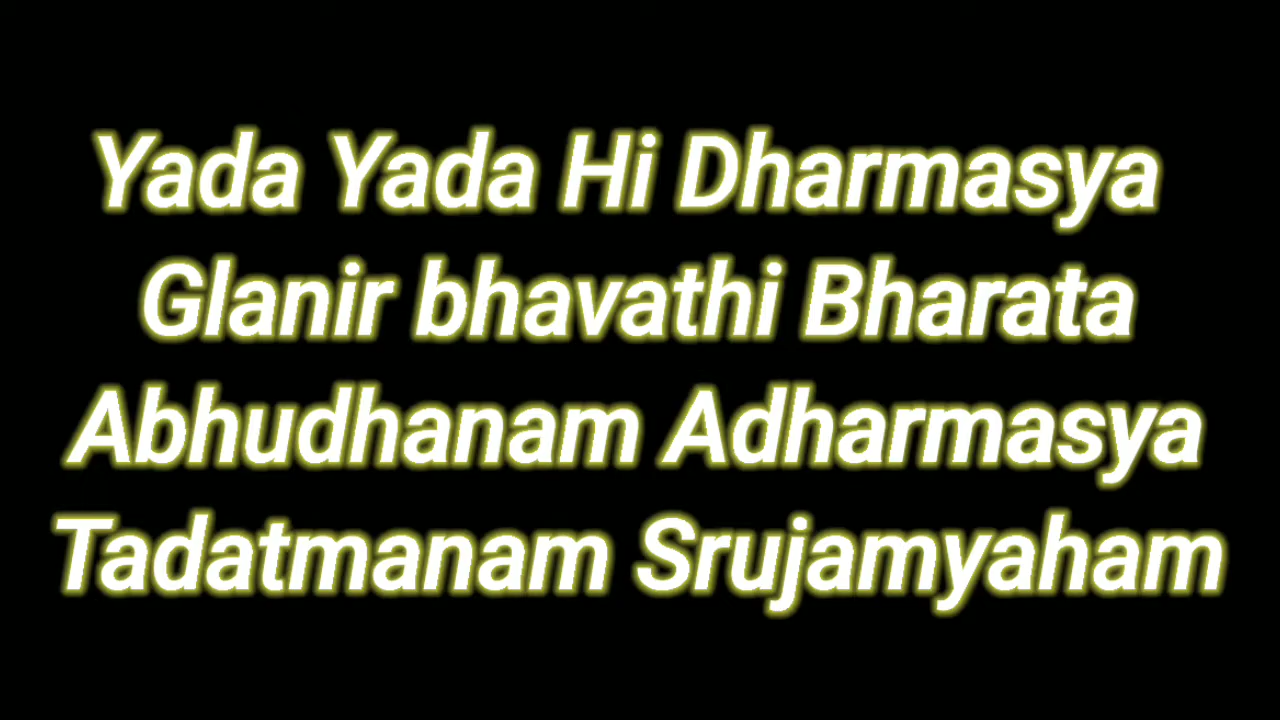 Yada Yada Hi Dharmasya
Glanir bhavathi Bharata
Abhudhanam Adharmasya
Tadatmanam Srujamyaham